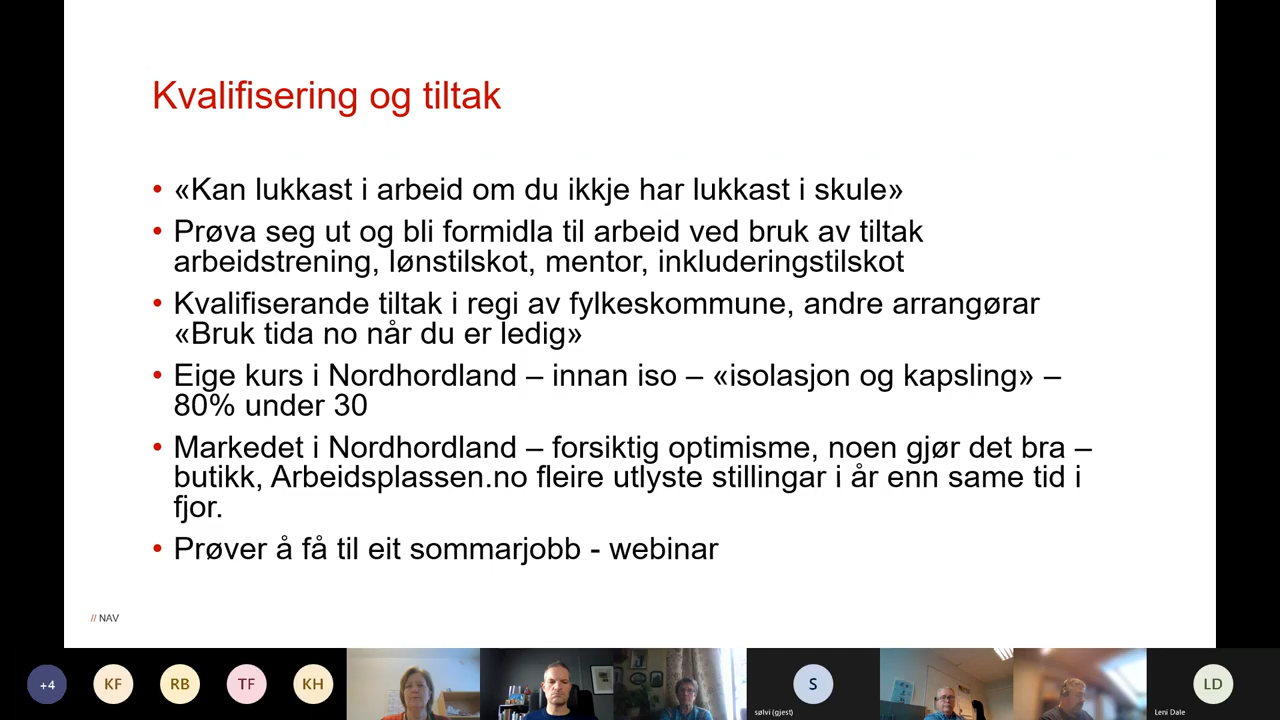 Kvalifisering og tiltak
• «Kan lukkast i arbeid om du ikkje har lukkast i skule»
• Prøva seg ut og bli formidla til arbeid ved bruk av tiltak
arbeidstrening, lønstilskot, mentor, inkluderingstilskot
• Kvalifiserande tiltak i regi av fylkeskommune, andre arrangørar
«Bruk tida no når du er ledig»
• Eige kurs i Nordhordland – innan iso – «isolasjon og kapsling» –
80% under 30
• Markedet i Nordhordland – forsiktig optimisme, noen gjør det bra –
butikk, Arbeidsplassen.no fleire utlyste stillingar i år enn same tid i
fjor.
• Prøver å få til eit sommarjobb - webinar
// NAV
+4 KF RB TF KH S LD
sølvi (gjest) Leni Dale